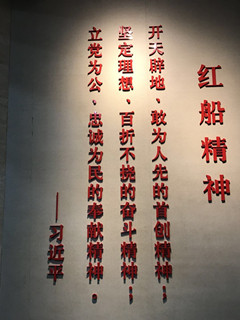 红船精神
开天辟地、敢为人先的首创精神；
坚定理想、百折不挠的奋斗精神；
立党为公、忠诚为民的奉献精神。
——习近平